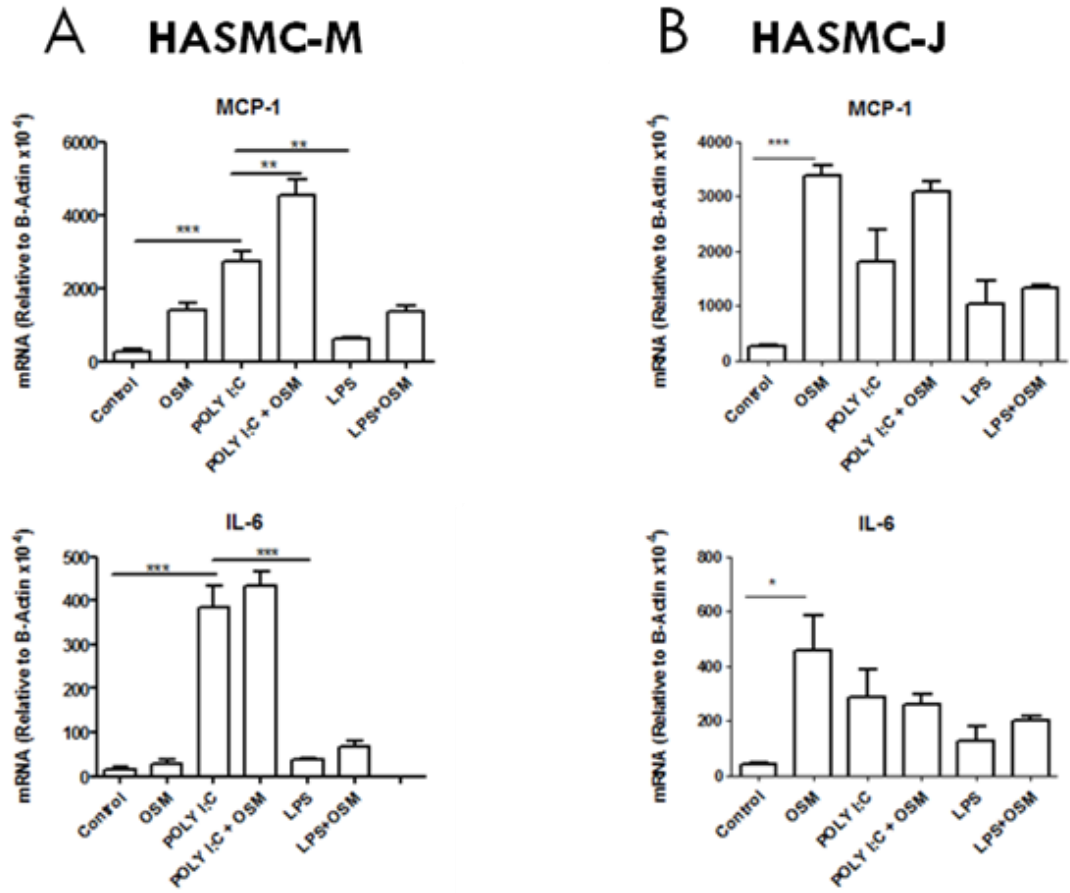 A HASMC-M
MCP-1
mRNA (Relative to B-Actin x10⁻⁴)
6000
4000
2000
0
***
**
**
Control
OSM
POLY I:C
POLY I:C + OSM
LPS
LPS+OSM
IL-6
mRNA (Relative to B-Actin x10⁻⁴)
500
400
300
200
100
0
***
***
Control
OSM
POLY I:C
POLY I:C + OSM
LPS
LPS+OSM
B HASMC-J
MCP-1
mRNA (Relative to B-Actin x10⁻⁴)
4000
3000
2000
1000
0
***
Control
OSM
POLY I:C
POLY I:C + OSM
LPS
LPS+OSM
IL-6
mRNA (Relative to B-Actin x10⁻⁴)
800
600
400
200
0
*
Control
OSM
POLY I:C
POLY I:C + OSM
LPS
LPS+OSM